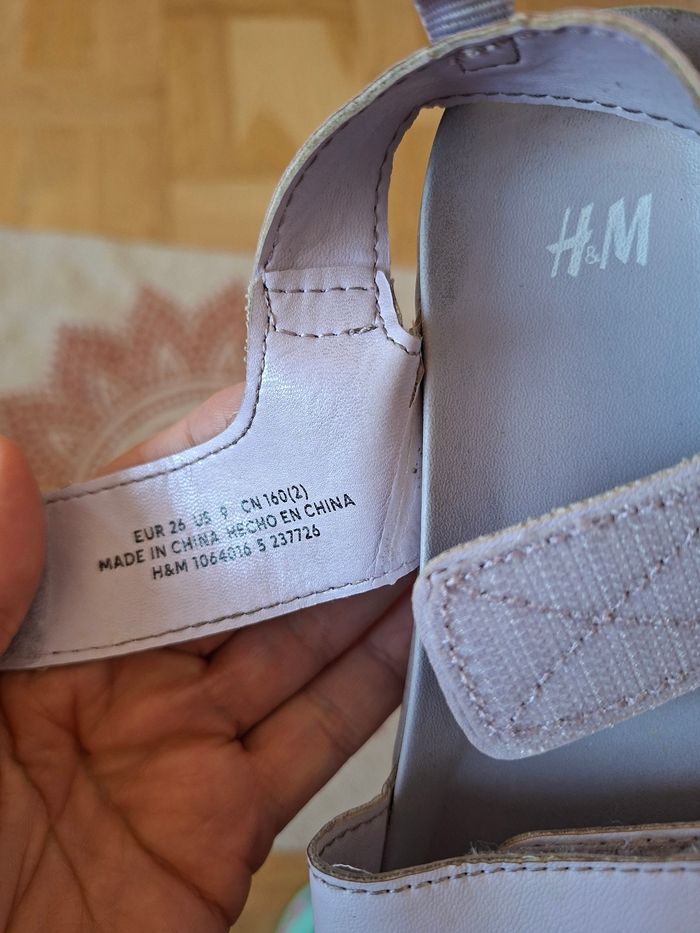 H&M
EUR 26 US 9 CN 160(2)
MADE IN CHINA HECHO EN CHINA
H&M 1064016 5 237726